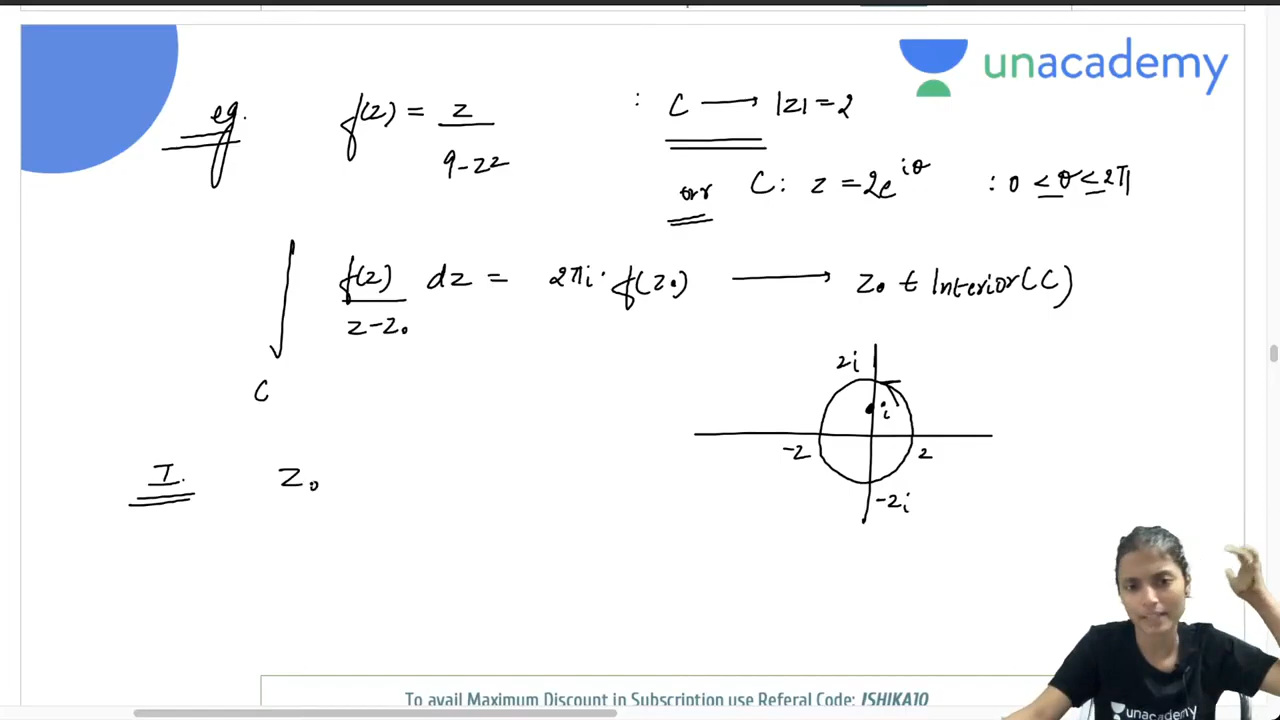 unacademy
eg. f(z) = z / 9 - z² : C → |z| = 2
or C: z = 2e^{iθ} : 0 ≤ θ ≤ 2π
∫_C f(z) / z - z₀ dz = 2πi · f(z₀) → z₀ ∈ Interior(C)
2i
i
-2 2
-2i
I. z₀
unacademy
To avail Maximum Discount in Subscription use Referal Code: ISHIKA10